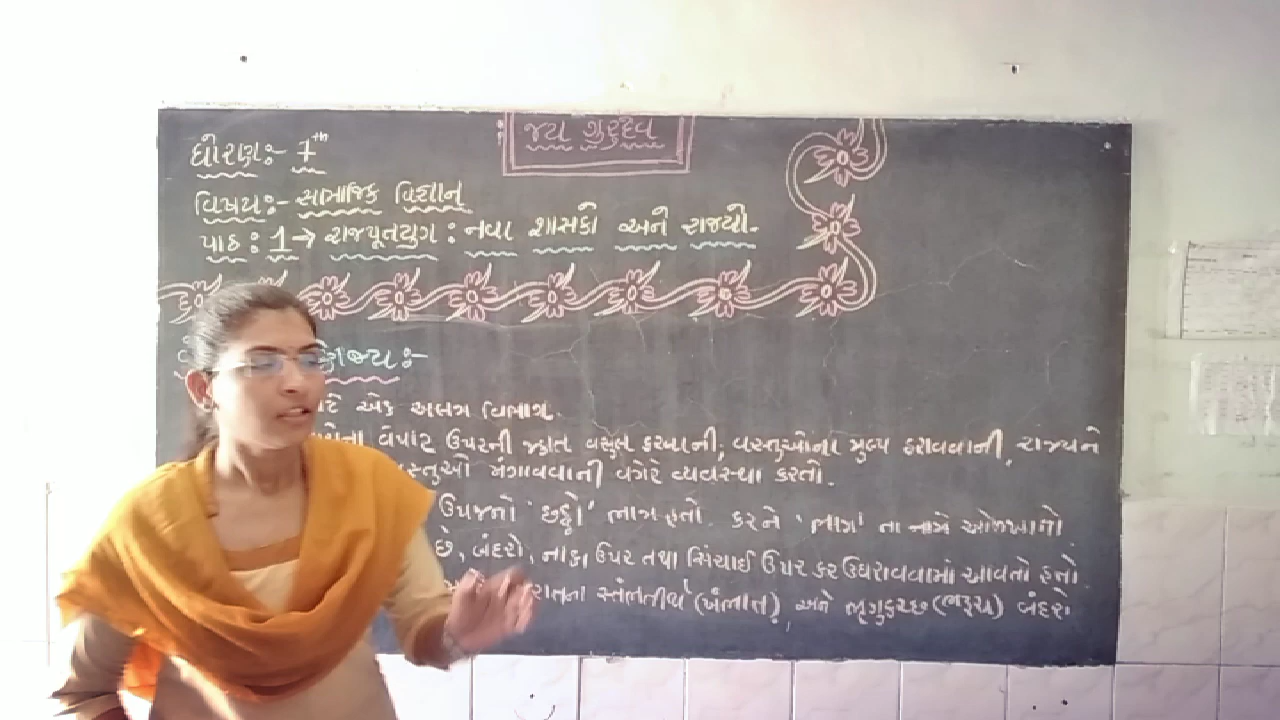 જય ગુરુદેવ
ધોરણ:- 7th
વિષય:- સામાજિક વિજ્ઞાન
પાઠ : 1 → રાજપૂતયુગ : નવા શાસકો અને રાજ્યો.
:-
એક અલગ વિભાગ.
વેપાર ઉપરની જકાત વસુલ કરવાની, વસ્તુઓના મુલ્ય ઠરાવવાની, રાજ્યને
મંગાવવાની વગેરે વ્યવસ્થા કરતો.
ઉપજનો 'છઠ્ઠો' ભાગ હતો. કરને 'ભાગ' ના નામે ઓળખાતો.
છે, બંદરો, નાકા ઉપર તથા સિંચાઈ ઉપર કર ઉઘરાવવામાં આવતો હતો.
સ્તંભતીર્થ (ખંભાત) અને ભૃગુકચ્છ (ભરૂચ) બંદરો